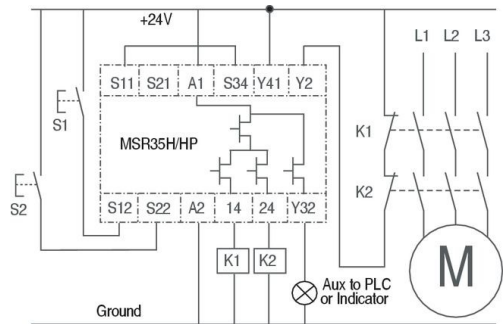 +24V
L1 L2 L3
S11 S21 A1 S34 Y41 Y2
S1
MSR35H/HP
K1
S2
K2
S12 S22 A2 14 24 Y32
K1 K2
M
Aux to PLC
or Indicator
Ground